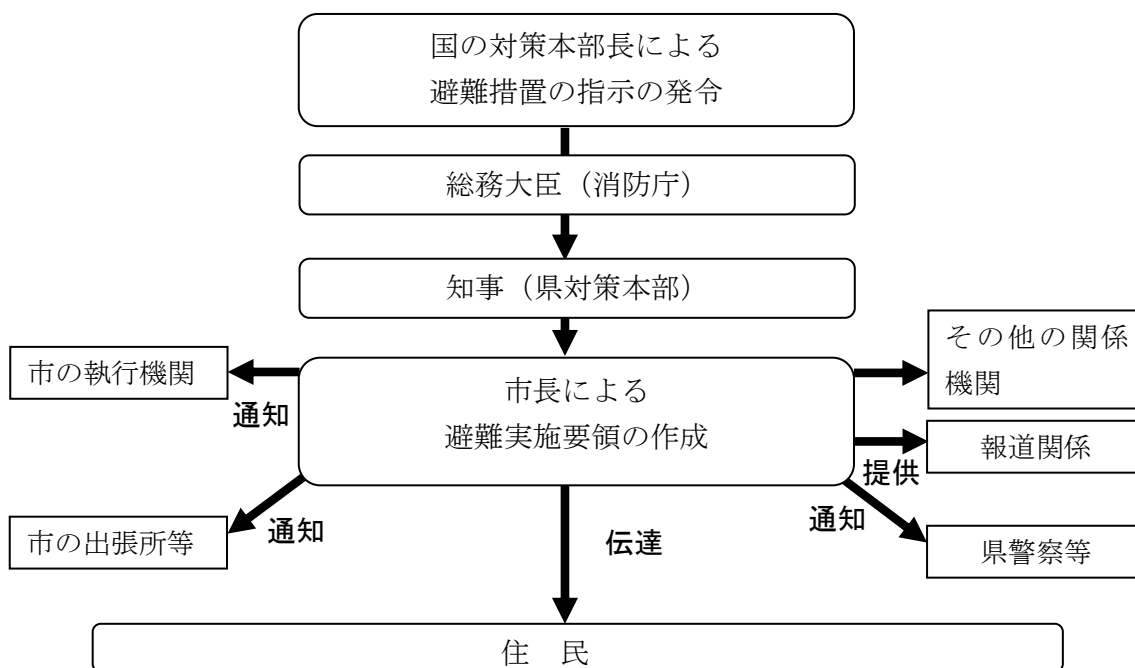 国の対策本部長による
避難措置の指示の発令
総務大臣（消防庁）
知事（県対策本部）
市の執行機関
通知
市長による
避難実施要領の作成
その他の関係
機関
報道関係
提供
市の出張所等
通知
伝達
通知
県警察等
住　民